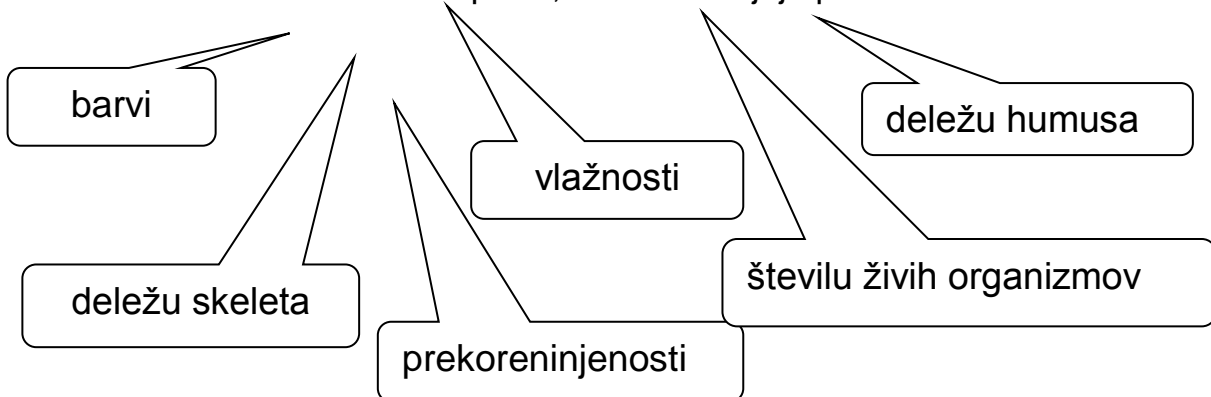 barvi
deležu humusa
vlažnosti
številu živih organizmov
deležu skeleta
prekoreninjenosti